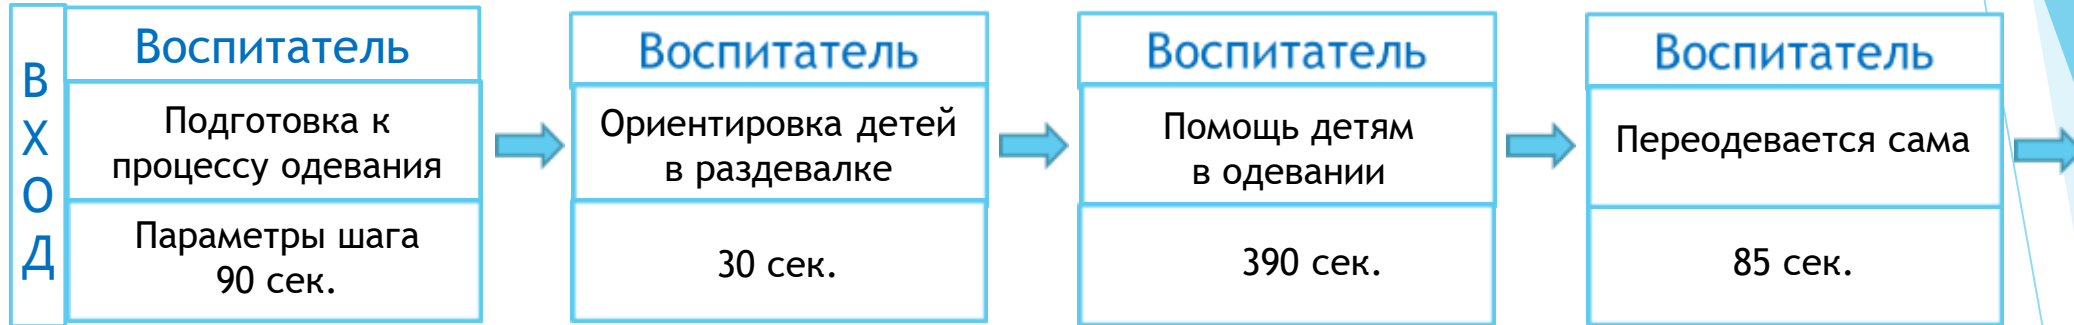 ВХОД
Воспитатель
Подготовка к
процессу одевания
Параметры шага
90 сек.
Воспитатель
Ориентировка детей
в раздевалке
30 сек.
Воспитатель
Помощь детям
в одевании
390 сек.
Воспитатель
Переодевается сама
85 сек.